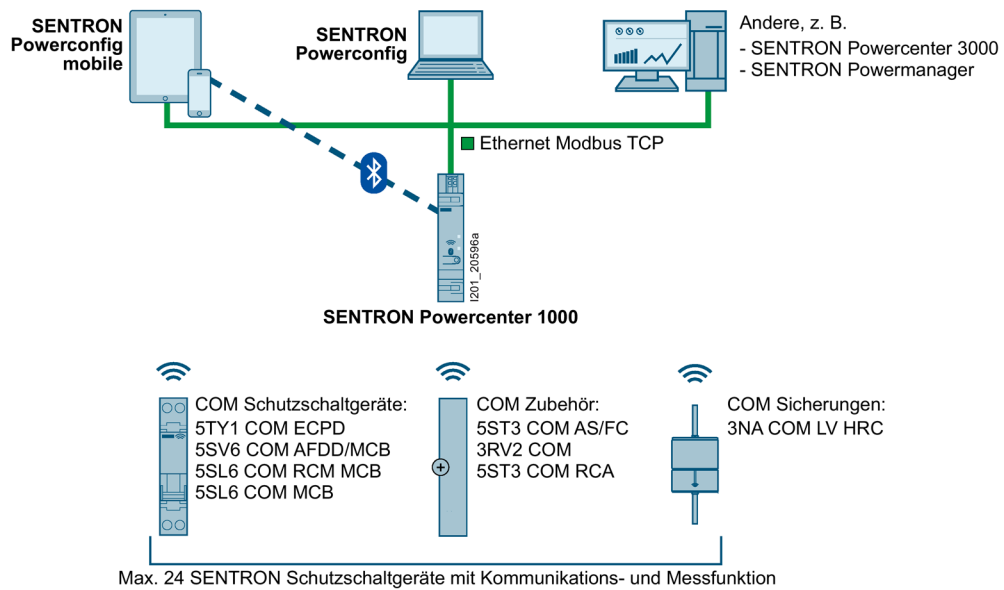 SENTRON
Powerconfig
mobile
SENTRON
Powerconfig
Andere, z. B.
- SENTRON Powercenter 3000
- SENTRON Powermanager
Ethernet Modbus TCP
I201_20596a
SENTRON Powercenter 1000
COM Schutzschaltgeräte:
5TY1 COM ECPD
5SV6 COM AFDD/MCB
5SL6 COM RCM MCB
5SL6 COM MCB
COM Zubehör:
5ST3 COM AS/FC
3RV2 COM
5ST3 COM RCA
COM Sicherungen:
3NA COM LV HRC
Max. 24 SENTRON Schutzschaltgeräte mit Kommunikations- und Messfunktion